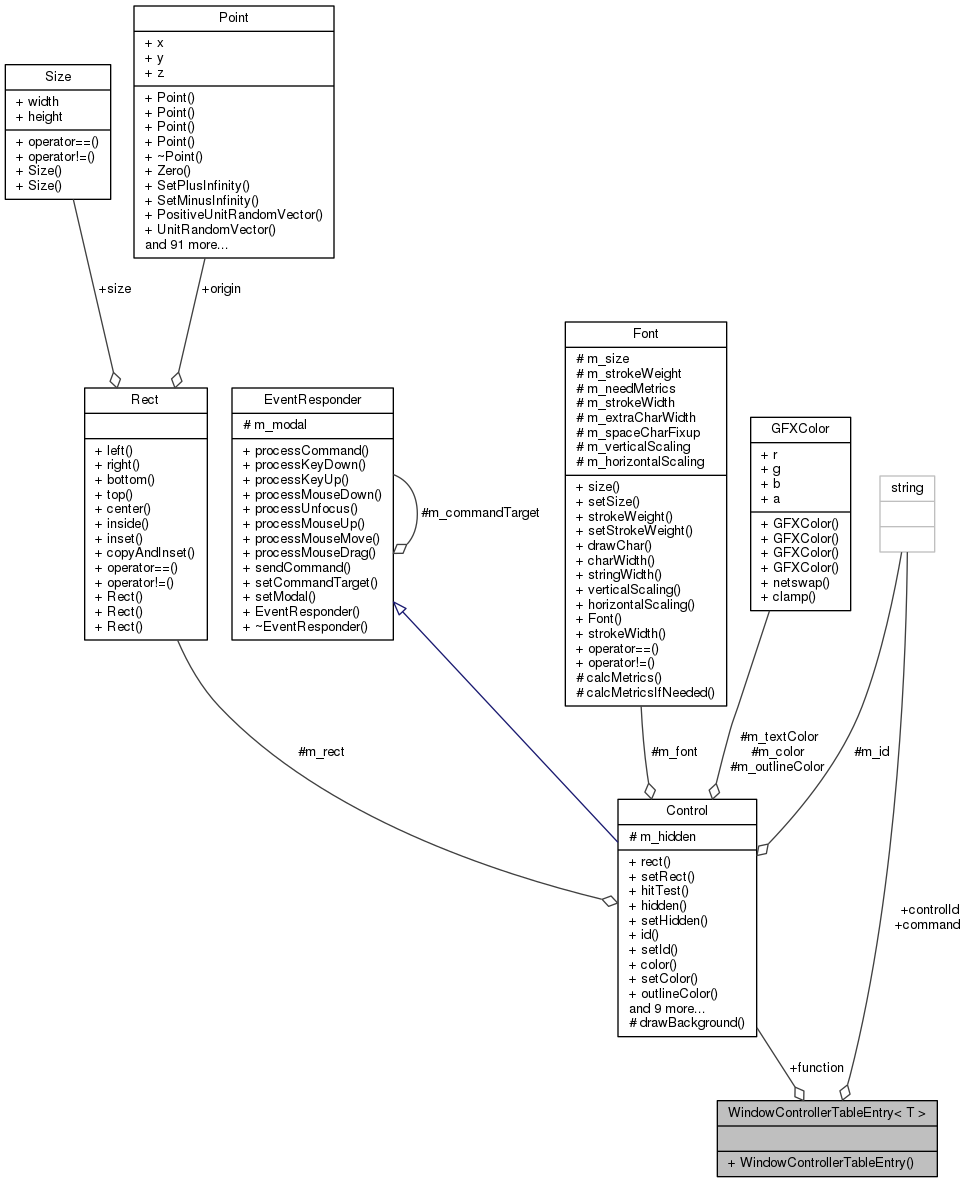 Point
+ x
+ y
+ z
+ Point()
+ Point()
+ Point()
+ Point()
+ ~Point()
+ Zero()
+ SetPlusInfinity()
+ SetMinusInfinity()
+ PositiveUnitRandomVector()
+ UnitRandomVector()
and 91 more...
Size
+ width
+ height
+ operator==()
+ operator!=()
+ Size()
+ Size()
+size
+origin
Rect
+ left()
+ right()
+ bottom()
+ top()
+ center()
+ inside()
+ inset()
+ copyAndInset()
+ operator==()
+ operator!=()
+ Rect()
+ Rect()
+ Rect()
EventResponder
# m_modal
+ processCommand()
+ processKeyDown()
+ processKeyUp()
+ processMouseDown()
+ processUnfocus()
+ processMouseUp()
+ processMouseMove()
+ processMouseDrag()
+ sendCommand()
+ setCommandTarget()
+ setModal()
+ EventResponder()
+ ~EventResponder()
#m_commandTarget
Font
# m_size
# m_strokeWeight
# m_needMetrics
# m_strokeWidth
# m_extraCharWidth
# m_spaceCharFixup
# m_verticalScaling
# m_horizontalScaling
+ size()
+ setSize()
+ strokeWeight()
+ setStrokeWeight()
+ drawChar()
+ charWidth()
+ stringWidth()
+ verticalScaling()
+ horizontalScaling()
+ Font()
+ strokeWidth()
+ operator==()
+ operator!=()
# calcMetrics()
# calcMetricsIfNeeded()
GFXColor
+ r
+ g
+ b
+ a
+ GFXColor()
+ GFXColor()
+ GFXColor()
+ GFXColor()
+ netswap()
+ clamp()
string
#m_rect
#m_font
#m_textColor
#m_color
#m_outlineColor
#m_id
Control
# m_hidden
+ rect()
+ setRect()
+ hitTest()
+ hidden()
+ setHidden()
+ id()
+ setId()
+ color()
+ setColor()
+ outlineColor()
and 9 more...
# drawBackground()
+controlId
+command
+function
WindowControllerTableEntry< T >
+ WindowControllerTableEntry()